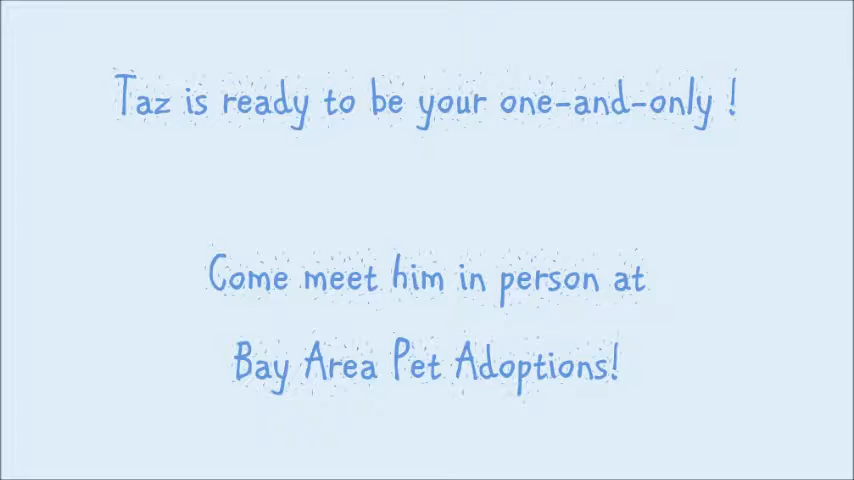 Taz is ready to be your one-and-only !
Come meet him in person at
Bay Area Pet Adoptions!